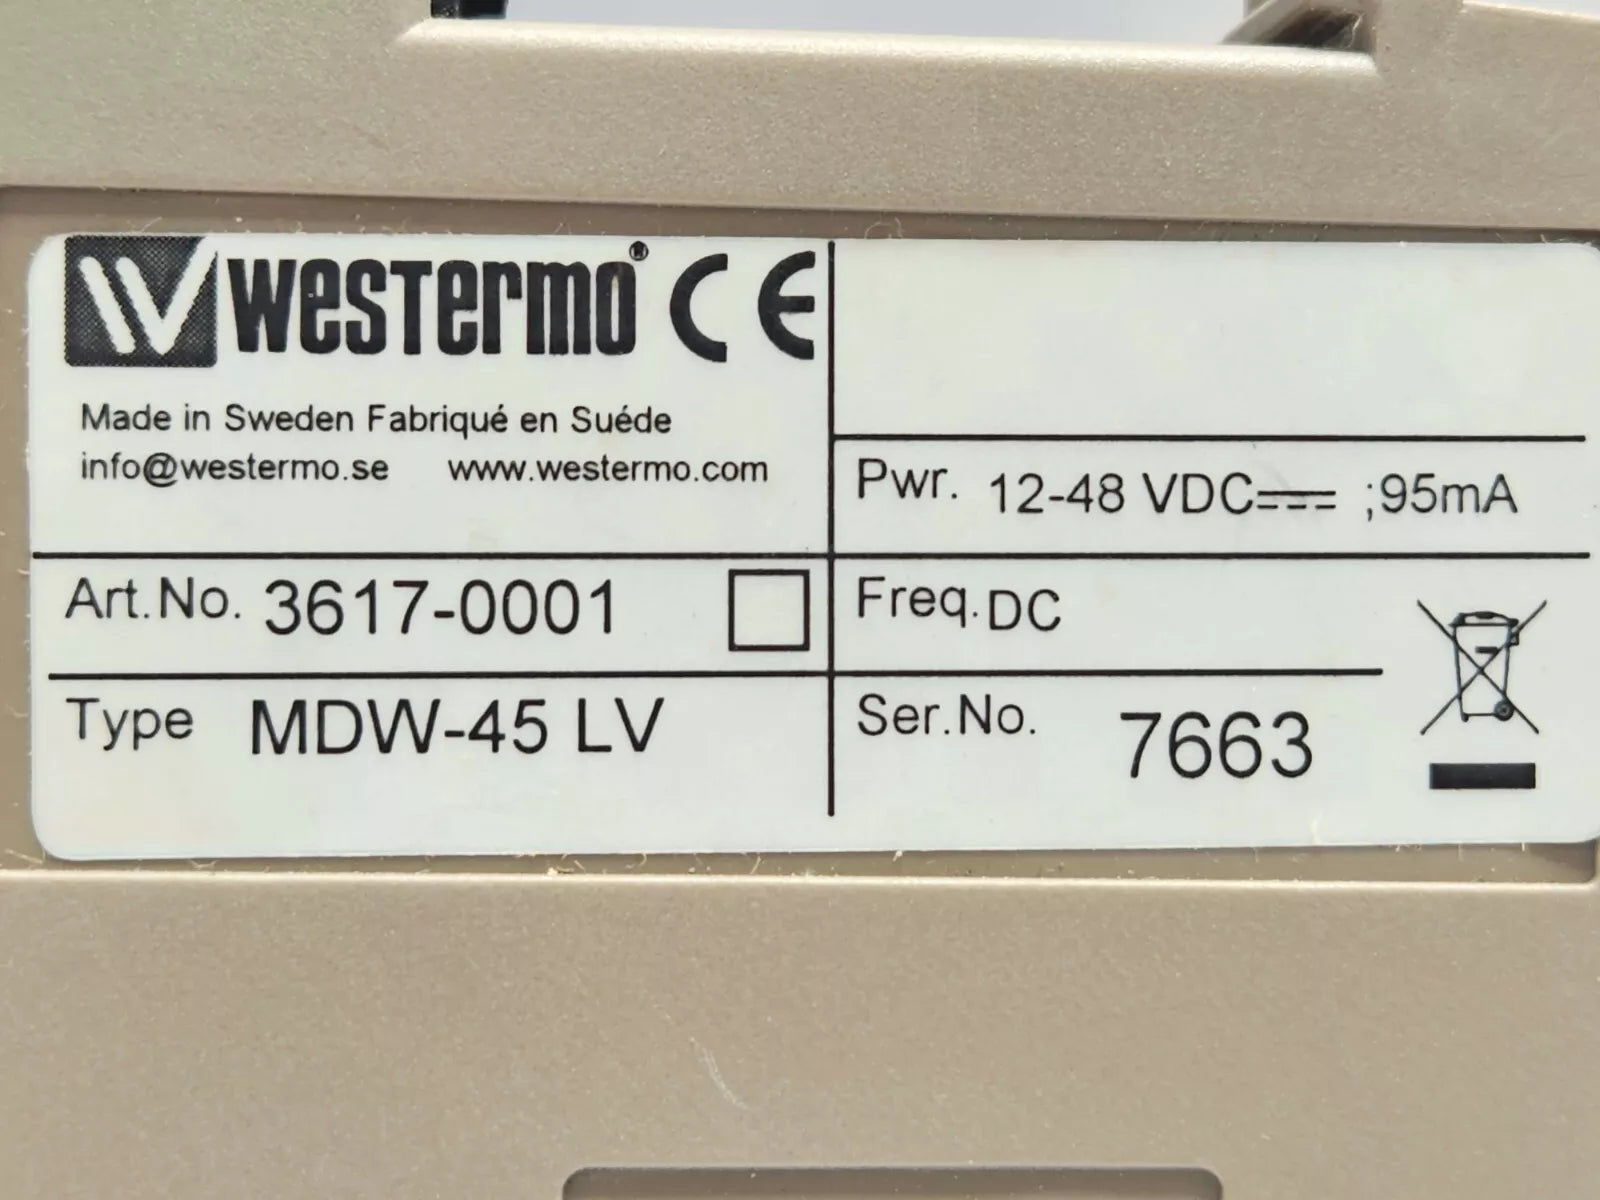 westermo® CE
Made in Sweden Fabriqué en Suéde
info@westermo.se www.westermo.com
Pwr. 12-48 VDC ;95mA
Art.No. 3617-0001
Freq. DC
Type MDW-45 LV
Ser.No. 7663